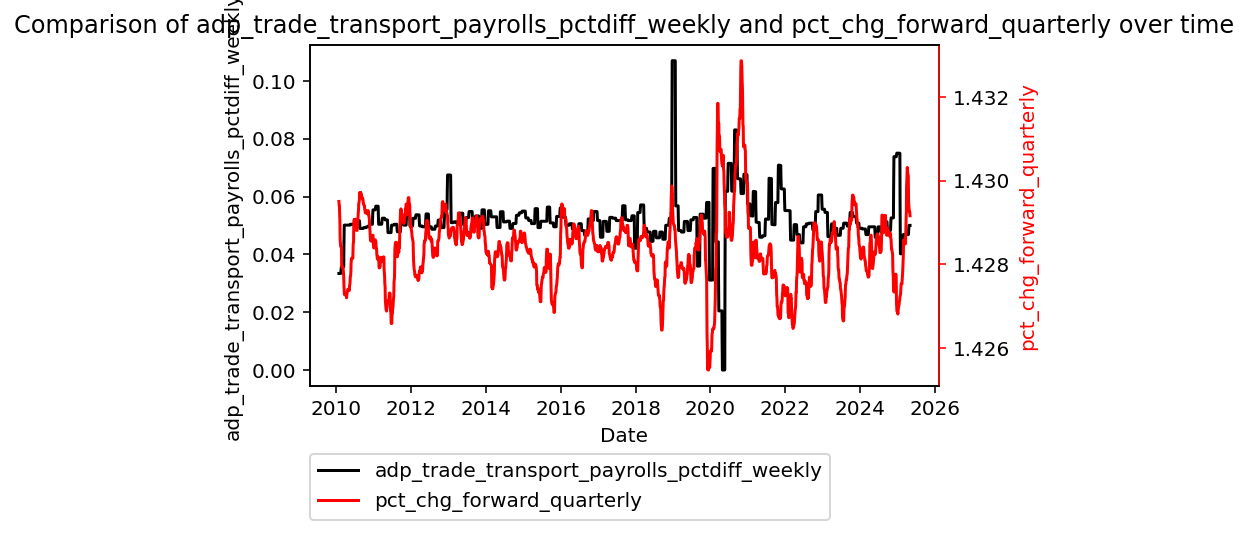 Comparison of adp_trade_transport_payrolls_pctdiff_weekly and pct_chg_forward_quarterly over time
adp_trade_transport_payrolls_pctdiff_weekly
0.10
0.08
0.06
0.04
0.02
0.00
1.432
1.430
1.428
1.426
pct_chg_forward_quarterly
2010 2012 2014 2016 2018 2020 2022 2024 2026
Date
adp_trade_transport_payrolls_pctdiff_weekly
pct_chg_forward_quarterly